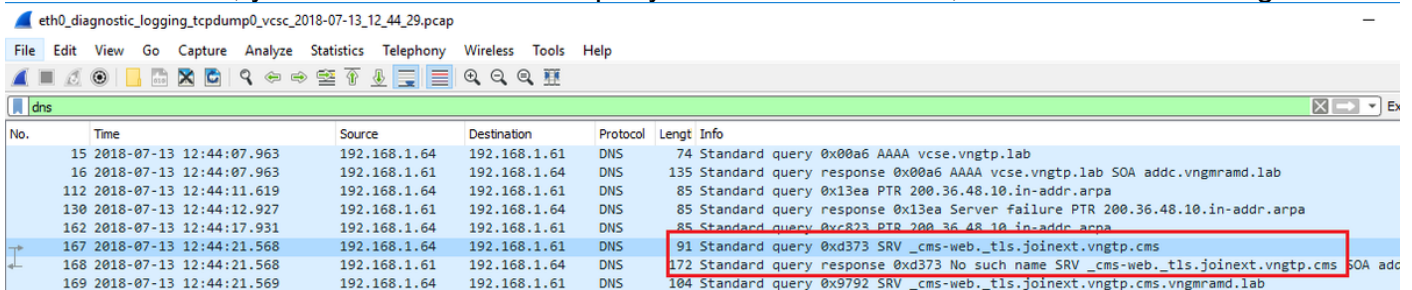 eth0_diagnostic_logging_tcpdump0_vcsc_2018-07-13_12_44_29.pcap
File Edit View Go Capture Analyze Statistics Telephony Wireless Tools Help
dns
No. Time Source Destination Protocol Lengt Info
15 2018-07-13 12:44:07.963 192.168.1.64 192.168.1.61 DNS 74 Standard query 0x00a6 AAAA vcse.vngtp.lab
16 2018-07-13 12:44:07.963 192.168.1.61 192.168.1.64 DNS 135 Standard query response 0x00a6 AAAA vcse.vngtp.lab SOA addc.vngmramd.lab
112 2018-07-13 12:44:11.619 192.168.1.64 192.168.1.61 DNS 85 Standard query 0x13ea PTR 200.36.48.10.in-addr.arpa
130 2018-07-13 12:44:12.927 192.168.1.61 192.168.1.64 DNS 85 Standard query response 0x13ea Server failure PTR 200.36.48.10.in-addr.arpa
162 2018-07-13 12:44:17.931 192.168.1.64 192.168.1.61 DNS 85 Standard query 0xc823 PTR 200.36.48.10.in-addr.arpa
167 2018-07-13 12:44:21.568 192.168.1.64 192.168.1.61 DNS 91 Standard query 0xd373 SRV _cms-web._tls.joinext.vngtp.cms
168 2018-07-13 12:44:21.568 192.168.1.61 192.168.1.64 DNS 172 Standard query response 0xd373 No such name SRV _cms-web._tls.joinext.vngtp.cms SOA adc
169 2018-07-13 12:44:21.569 192.168.1.64 192.168.1.61 DNS 104 Standard query 0x9792 SRV _cms-web._tls.joinext.vngtp.cms.vngmramd.lab